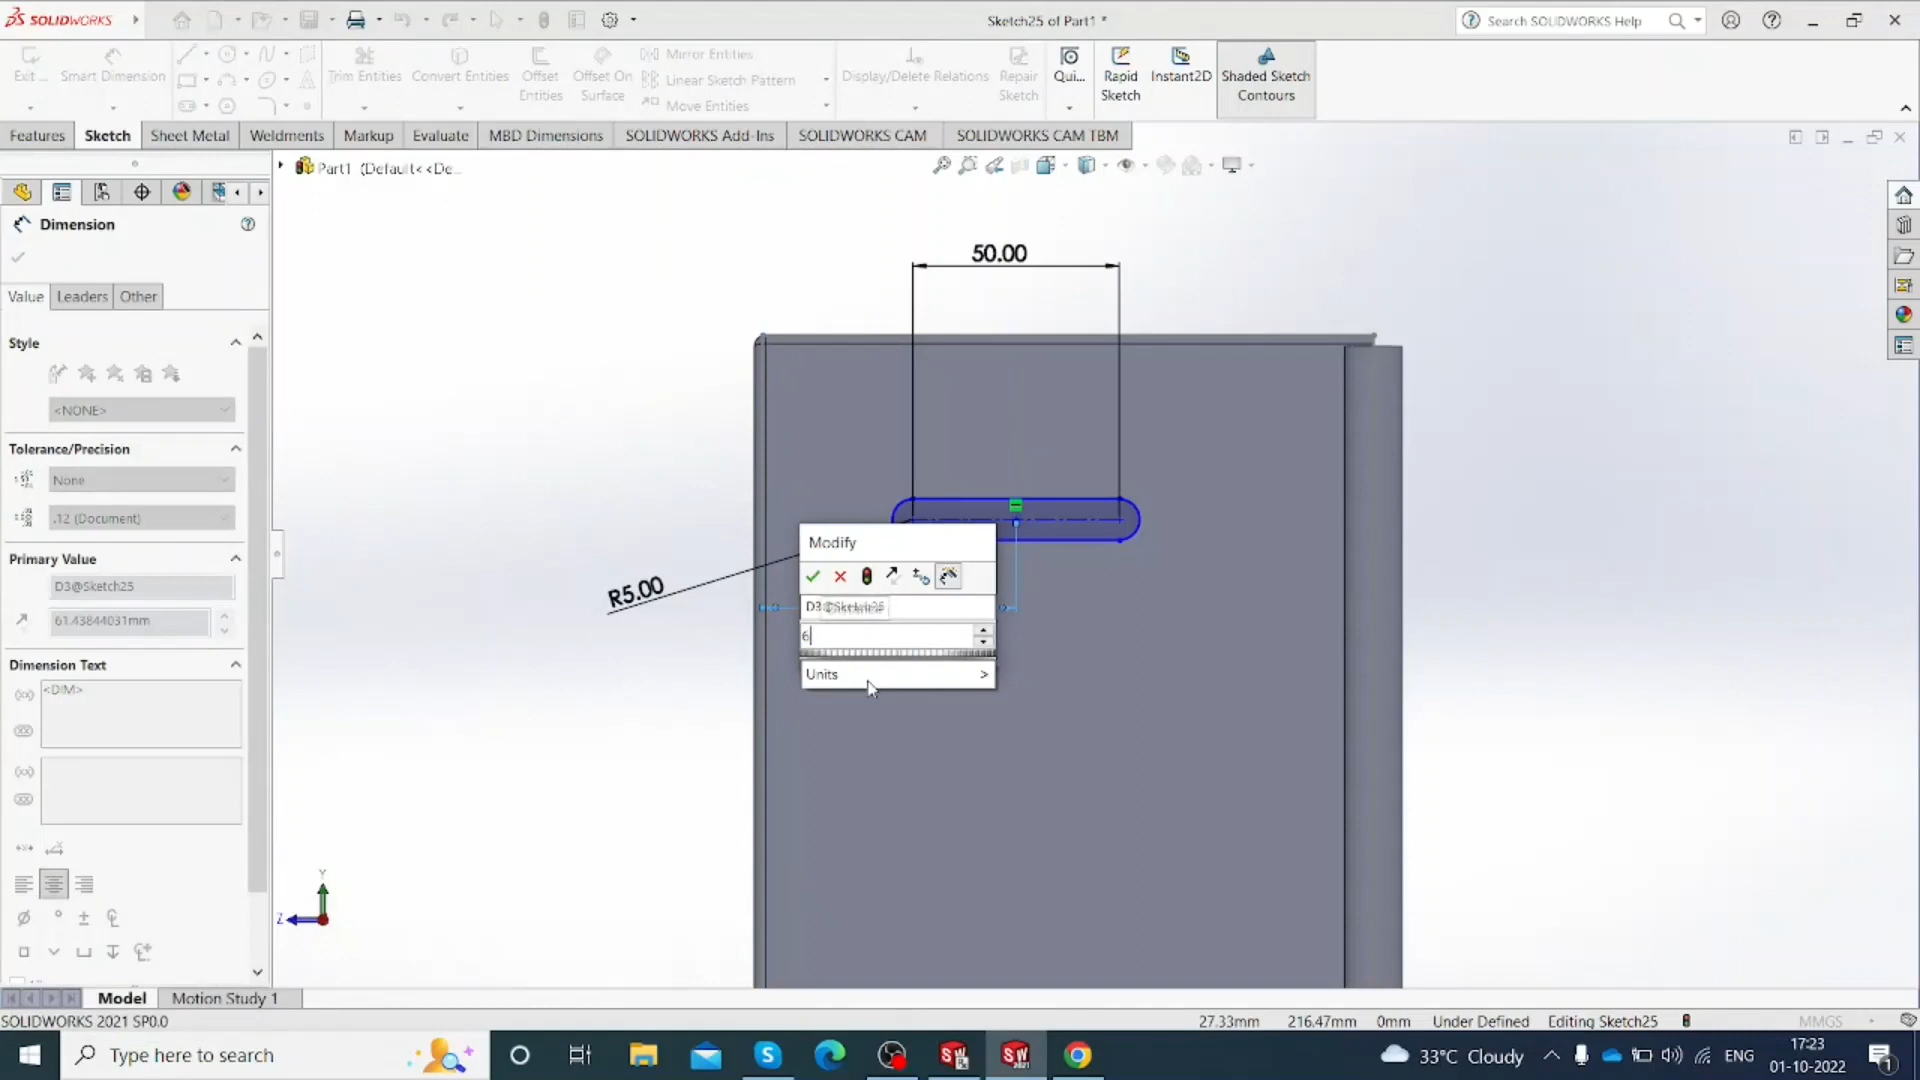 SOLIDWORKS
Sketch25 of Part1 *
Search SOLIDWORKS Help
Exit ...
Smart Dimension
Trim Entities
Convert Entities
Offset Entities
Offset On Surface
Mirror Entities
Linear Sketch Pattern
Move Entities
Display/Delete Relations
Repair Sketch
Qui...
Rapid Sketch
Instant2D
Shaded Sketch Contours
Features
Sketch
Sheet Metal
Weldments
Markup
Evaluate
MBD Dimensions
SOLIDWORKS Add-Ins
SOLIDWORKS CAM
SOLIDWORKS CAM TBM
Part1 (Default<<De...
Dimension
Value
Leaders
Other
Style
<NONE>
Tolerance/Precision
None
.12 (Document)
Primary Value
D3@Sketch25
61.43844031mm
Dimension Text
<DIM>
50.00
R5.00
Modify
D3@Sketch25
6
Units >
Y
Z
Model
Motion Study 1
SOLIDWORKS 2021 SP0.0
27.33mm
216.47mm
0mm
Under Defined
Editing Sketch25
MMGS
Type here to search
33°C Cloudy
ENG
17:23
01-10-2022
1